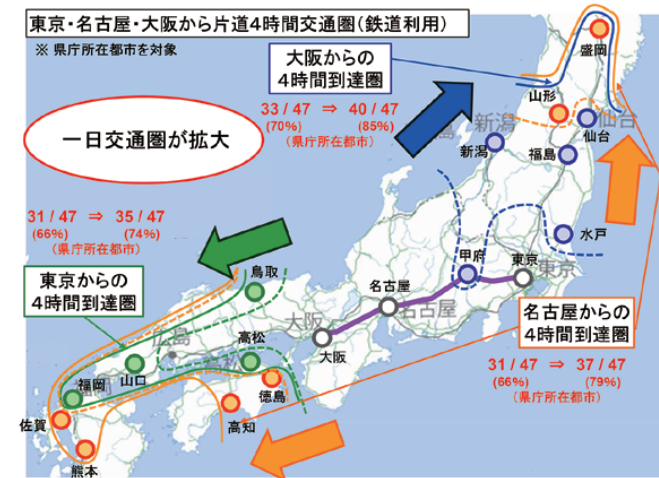 東京・名古屋・大阪から片道4時間交通圏(鉄道利用)
※ 県庁所在都市を対象
大阪からの
4時間到達圏
33 / 47 ⇒ 40 / 47
(70%) (85%)
(県庁所在都市)
一日交通圏が拡大
31 / 47 ⇒ 35 / 47
(66%) (74%)
(県庁所在都市)
東京からの
4時間到達圏
盛岡
山形
仙台
仙台
新潟
新潟
福島
水戸
甲府
東京
東京
名古屋
名古屋
大阪
大阪
鳥取
広島
高松
山口
福岡
徳島
高知
佐賀
熊本
名古屋からの
4時間到達圏
31 / 47 ⇒ 37 / 47
(66%) (79%)
(県庁所在都市)